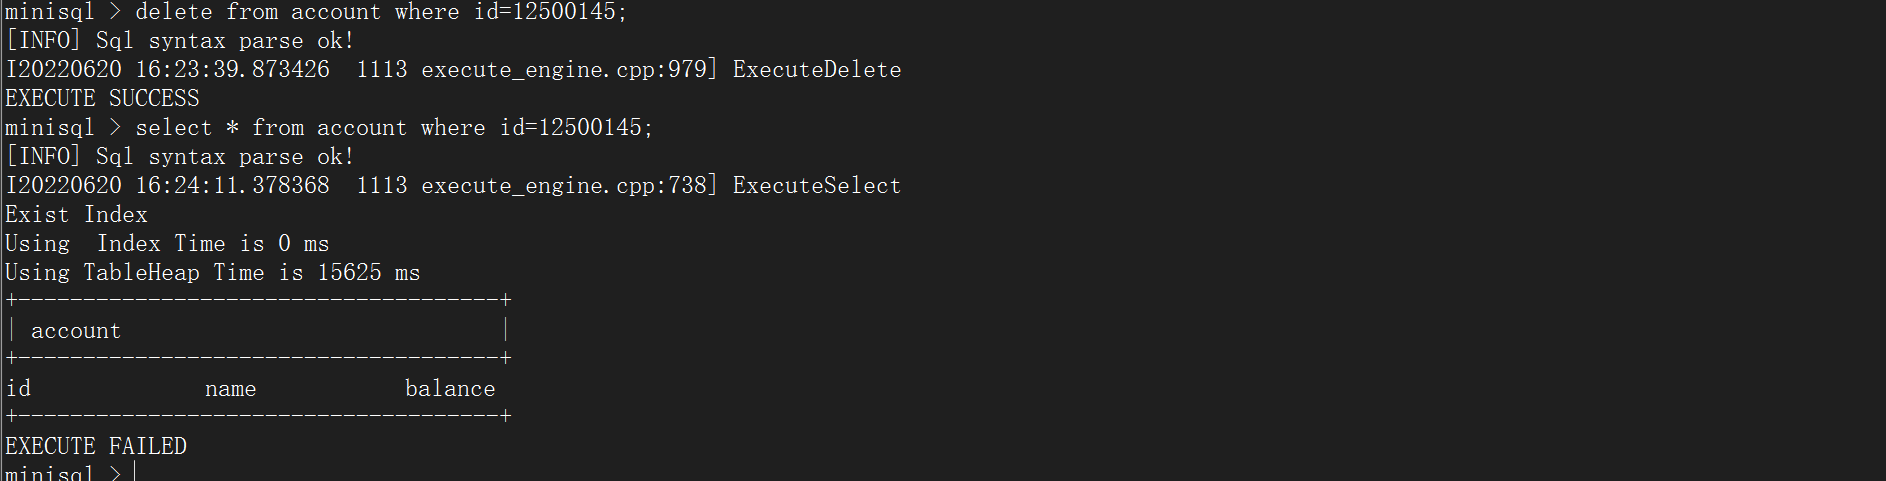 minisql > delete from account where id=12500145;
[INFO] Sql syntax parse ok!
I20220620 16:23:39.873426  1113 execute_engine.cpp:979] ExecuteDelete
EXECUTE SUCCESS
minisql > select * from account where id=12500145;
[INFO] Sql syntax parse ok!
I20220620 16:24:11.378368  1113 execute_engine.cpp:738] ExecuteSelect
Exist Index
Using  Index Time is 0 ms
Using TableHeap Time is 15625 ms
+-------------------------------------+
| account                             |
+-------------------------------------+
id             name           balance
+-------------------------------------+
EXECUTE FAILED
minisql >